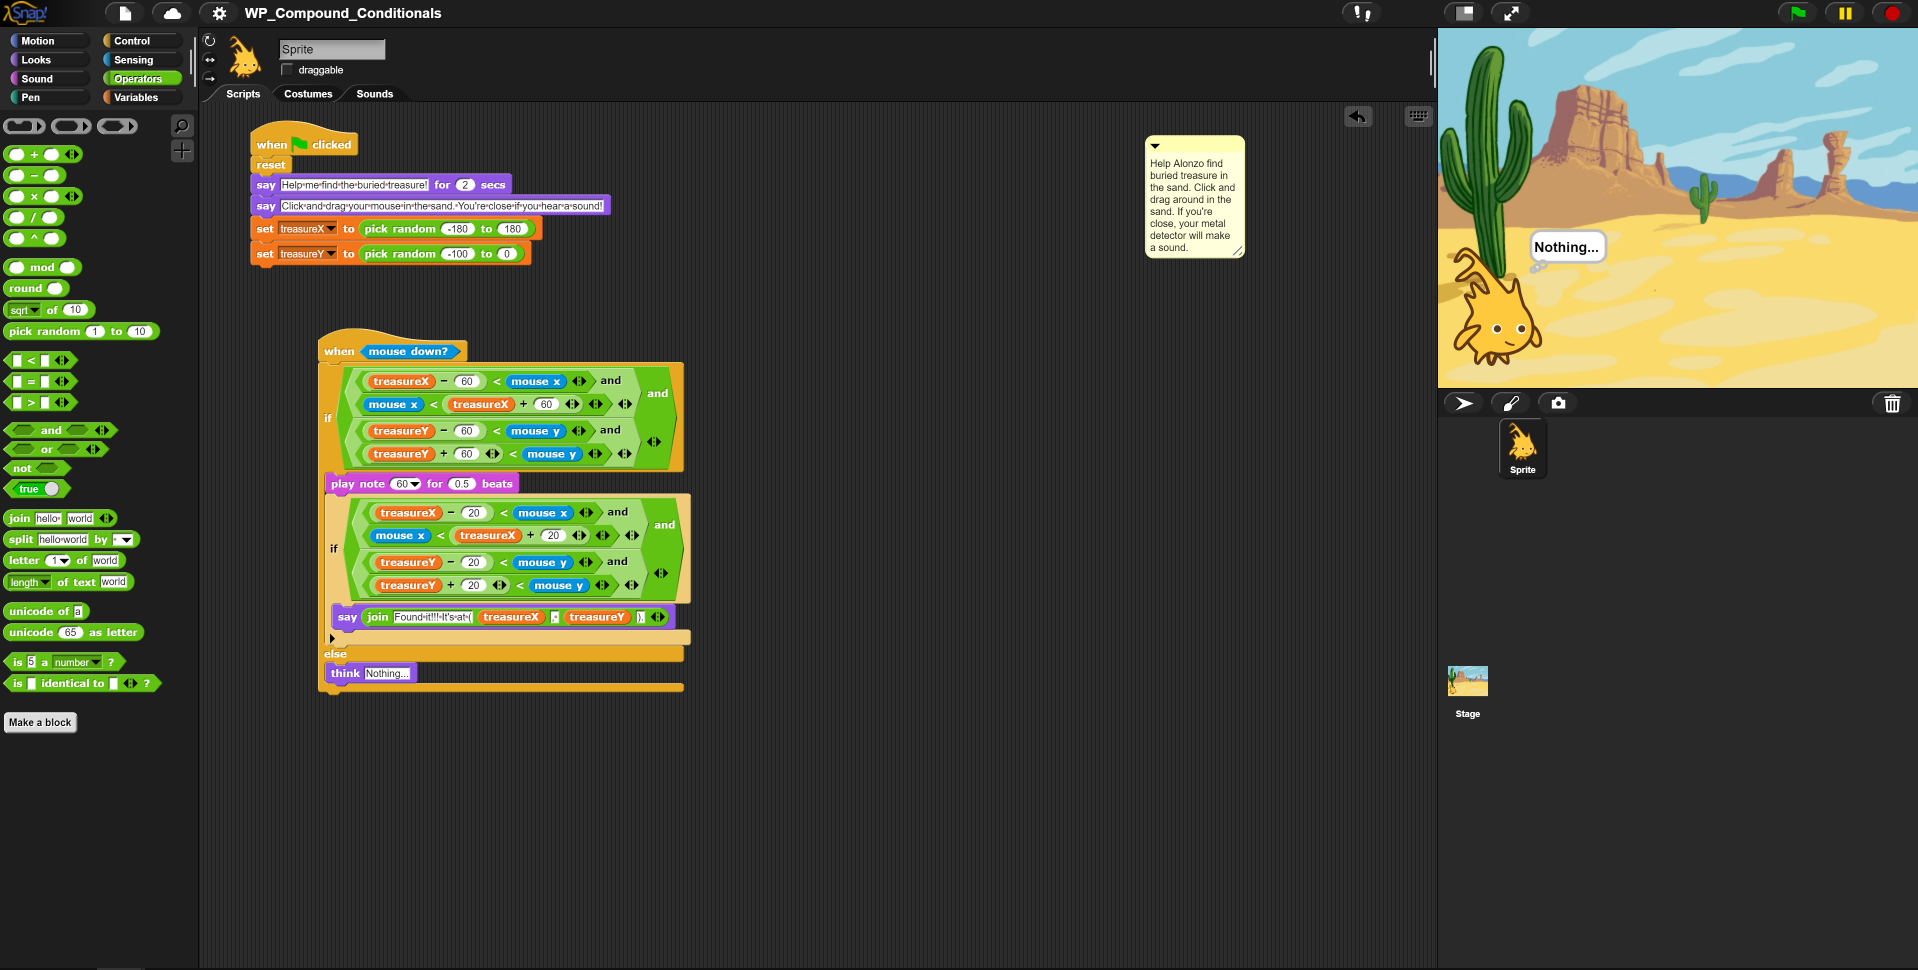 Snap!
WP_Compound_Conditionals
Motion Control
Looks Sensing
Sound Operators
Pen Variables
Sprite
draggable
Scripts Costumes Sounds
+
−
×
/
^
mod
round
sqrt of 10
pick random 1 to 10
<
=
>
and
or
not
true
join hello world
split hello world by
letter 1 of world
length of text world
unicode of a
unicode 65 as letter
is 5 a number ?
is identical to ?
Make a block
when clicked
reset
say Help me find the buried treasure! for 2 secs
say Click and drag your mouse in the sand. You're close if you hear a sound!
set treasureX to pick random -180 to 180
set treasureY to pick random -100 to 0
when mouse down?
if
treasureX − 60 < mouse x and
mouse x < treasureX + 60
and
treasureY − 60 < mouse y and
treasureY + 60 < mouse y
play note 60 for 0.5 beats
if
treasureX − 20 < mouse x and
mouse x < treasureX + 20
and
treasureY − 20 < mouse y and
treasureY + 20 < mouse y
say join Found it!!! It's at ( treasureX , treasureY ).
else
think Nothing...
Help Alonzo find
buried treasure in
the sand. Click and
drag around in the
sand. If you're
close, your metal
detector will make
a sound.
Nothing...
Sprite
Stage